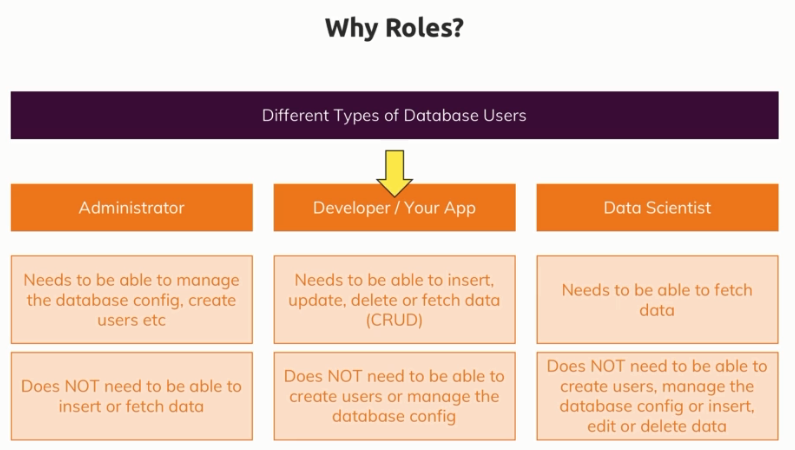 Why Roles?
Different Types of Database Users
Administrator
Needs to be able to manage
the database config, create
users etc
Does NOT need to be able to
insert or fetch data
Developer / Your App
Needs to be able to insert,
update, delete or fetch data
(CRUD)
Does NOT need to be able to
create users or manage the
database config
Data Scientist
Needs to be able to fetch
data
Does NOT need to be able to
create users, manage the
database config or insert,
edit or delete data